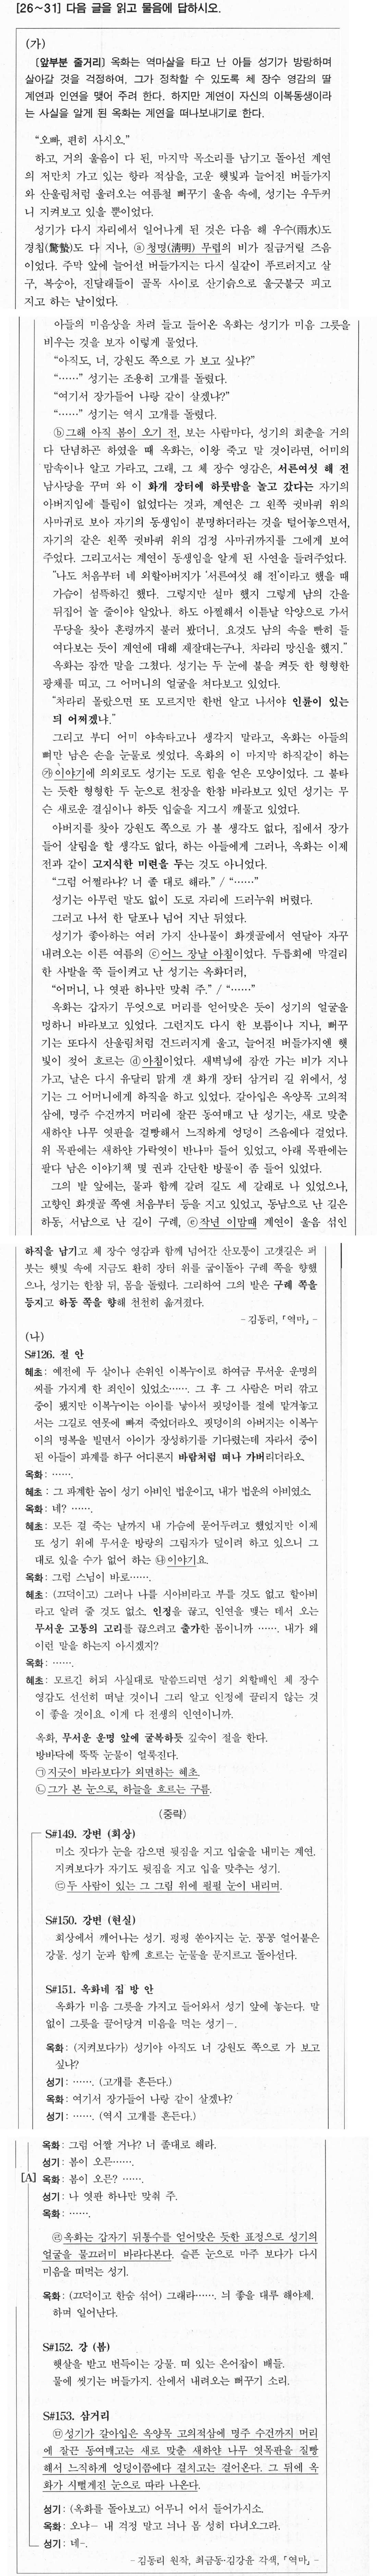 [26~31] 다음 글을 읽고 물음에 답하시오.
(가)
[앞부분 줄거리] 옥화는 역마살을 타고 난 아들 성기가 방랑하며
살아갈 것을 걱정하여, 그가 정착할 수 있도록 체 장수 영감의 딸
계연과 인연을 맺어 주려 한다. 하지만 계연이 자신의 이복동생이라
는 사실을 알게 된 옥화는 계연을 떠나보내기로 한다.
“오빠, 편히 사시오.”
하고, 거의 울음이 다 된, 마지막 목소리를 남기고 돌아선 계연
의 저만치 가고 있는 항라 적삼을, 고운 햇빛과 늘어진 버들가지
와 산울림처럼 울려오는 여름철 뻐꾸기 울음 속에, 성기는 우두커
니 지켜보고 있을 뿐이었다.
성기가 다시 자리에서 일어나게 된 것은 다음 해 우수(雨水)도
경칩(驚蟄)도 다 지나, ⓐ청명(淸明) 무렵의 비가 질금거릴 즈음
이었다. 주막 앞에 늘어선 버들가지는 다시 실같이 푸르러지고 살
구, 복숭아, 진달래들이 골목 사이로 산기슭으로 울긋불긋 피고
지고 하는 날이었다.
아들의 미음상을 차려 들고 들어온 옥화는 성기가 미음 그릇을
비우는 것을 보자 이렇게 물었다.
“아직도, 너, 강원도 쪽으로 가 보고 싶냐?”
“……” 성기는 조용히 고개를 돌렸다.
“여기서 장가들어 나랑 같이 살겠냐?”
“……” 성기는 역시 고개를 돌렸다.
ⓑ그해 아직 봄이 오기 전, 보는 사람마다, 성기의 회춘을 거의
다 단념하곤 하였을 때 옥화는, 이왕 죽고 말 것이라면, 어미의
맘속이나 알고 가라고, 그래, 그 체 장수 영감은, 서른여섯 해 전
남사당을 꾸며 와 이 화개 장터에 하룻밤을 놀고 갔다는 자기의
아버지임에 틀림이 없었다는 것과, 계연은 그 왼쪽 귓바퀴 위의
사마귀로 보아 자기의 동생임이 분명하더라는 것을 털어놓으면서,
자기의 같은 왼쪽 귓바퀴 위의 검정 사마귀까지를 그에게 보여
주었다. 그리고서는 계연이 동생임을 알게 된 사연을 들려주었다.
“나도 처음부터 네 외할아버지가 ‘서른여섯 해 전’이라고 했을 때
가슴이 섬뜩하긴 했다. 그렇지만 설마 했지 그렇게 남의 간을
뒤집어 놀 줄이야 알았나. 하도 아찔해서 이튿날 악양으로 가서
무당을 찾아 혼령까지 불러 봤더니, 요것도 남의 속을 빤히 들
여다보는 듯이 계연에 대해 재잘대는구나, 차라리 망신을 했지.”
옥화는 잠깐 말을 그쳤다. 성기는 두 눈에 불을 켜듯 한 형형한
광채를 띠고, 그 어머니의 얼굴을 쳐다보고 있었다.
“차라리 몰랐으면 또 모르지만 한번 알고 나서야 인륜이 있는
듸 어쩌겠냐.”
그리고 부디 어미 야속타고나 생각지 말라고, 옥화는 아들의
뼈만 남은 손을 눈물로 씻었다. 옥화의 이 마지막 하직같이 하는
㉮이야기에 의외로도 성기는 도로 힘을 얻은 모양이었다. 그 불타
는 듯한 형형한 두 눈으로 천장을 한참 바라보고 있던 성기는 무
슨 새로운 결심이나 하듯 입술을 지그시 깨물고 있었다.
아버지를 찾아 강원도 쪽으로 가 볼 생각도 없다, 집에서 장가
들어 살림을 할 생각도 없다, 하는 아들에게 그러나, 옥화는 이제
전과 같이 고지식한 미련을 두는 것도 아니었다.
“그럼 어쩔라냐? 너 졸 대로 해라.” / “……”
성기는 아무런 말도 없이 도로 자리에 드러누워 버렸다.
그러고 나서 한 달포나 넘어 지난 뒤였다.
성기가 좋아하는 여러 가지 산나물이 화갯골에서 연달아 자꾸
내려오는 이른 여름의 ⓒ어느 장날 아침이었다. 두릅회에 막걸리
한 사발을 쭉 들이켜고 난 성기는 옥화더러,
“어머니, 나 엿판 하나만 맞춰 주.” / “……”
옥화는 갑자기 무엇으로 머리를 얻어맞은 듯이 성기의 얼굴을
멍하니 바라보고 있었다. 그런지도 다시 한 보름이나 지나, 뻐꾸
기는 또다시 산울림처럼 건드러지게 울고, 늘어진 버들가지엔 햇
빛이 젖어 흐르는 ⓓ아침이었다. 새벽녘에 잠깐 가는 비가 지나
가고, 날은 다시 유달리 맑게 갠 화개 장터 삼거리 길 위에서, 성
기는 그 어머니에게 하직을 하고 있었다. 갈아입은 옥양목 고의적
삼에, 명주 수건까지 머리에 잘끈 동여매고 난 성기는, 새로 맞춘
새하얀 나무 엿판을 걸빵해서 느직하게 엉덩이 즈음에다 걸었다.
위 목판에는 새하얀 가락엿이 반나마 들어 있었고, 아래 목판에는
팔다 남은 이야기책 몇 권과 간단한 방물이 좀 들어 있었다.
그의 발 앞에는, 물과 함께 갈려 길도 세 갈래로 나 있었으나,
고향인 화갯골 쪽엔 처음부터 등을 지고 있었고, 동남으로 난 길은
하동, 서남으로 난 길이 구례, ⓔ작년 이맘때 계연이 울음 섞인
하직을 남기고 체 장수 영감과 함께 넘어간 산모퉁이 고갯길은 퍼
붓는 햇빛 속에 지금도 환히 장터 위를 굽이돌아 구례 쪽을 향했
으나, 성기는 한참 뒤, 몸을 돌렸다. 그리하여 그의 발은 구례 쪽을
등지고 하동 쪽을 향해 천천히 옮겨졌다.
- 김동리, 「역마」 -
(나)
S#126. 절 안
혜초: 예전에 두 살이나 손위인 이복누이로 하여금 무서운 운명의
씨를 가지게 한 죄인이 있었소……. 그 후 그 사람은 머리 깎고
중이 됐지만 이복누이는 아이를 낳아서 핏덩이를 절에 맡겨놓고
서는 그길로 연못에 빠져 죽었더라오. 핏덩이의 아버지는 이복누
이의 명복을 빌면서 아이가 장성하기를 기다렸는데 자라서 중이
된 아들이 파계를 하구 어디론지 바람처럼 떠나 가버리더라오.
옥화: …….
혜초: 그 파계한 놈이 성기 아비인 법운이고, 내가 법운의 아비였소.
옥화: 네? …….
혜초: 모든 걸 죽는 날까지 내 가슴에 묻어두려고 했었지만 이제
또 성기 위에 무서운 방랑의 그림자가 덮이려 하고 있으니 그
대로 있을 수가 없어 하는 ㉯이야기요.
옥화: 그럼 스님이 바로…….
혜초: (끄덕이고) 그러나 나를 시아비라고 부를 것도 없고 할아비
라고 알려 줄 것도 없소. 인정을 끊고, 인연을 맺는 데서 오는
무서운 고통의 고리를 끊으려고 출가한 몸이니까 ……. 내가 왜
이런 말을 하는지 아시겠지?
옥화: …….
혜초: 모르긴 허되 사실대로 말씀드리면 성기 외할배인 체 장수
영감도 선선히 떠날 것이니 그리 알고 인정에 끌리지 않는 것
이 좋을 것이요. 이게 다 전생의 인연이니까.
옥화, 무서운 운명 앞에 굴복하듯 깊숙이 절을 한다.
방바닥에 뚝뚝 눈물이 얼룩진다.
㉠지긋이 바라보다가 외면하는 혜초.
㉡그가 본 눈으로, 하늘을 흐르는 구름.
(중략)
S#149. 강변 (회상)
미소 짓다가 눈을 감으면 뒷짐을 지고 입술을 내미는 계연.
지켜보다가 자기도 뒷짐을 지고 입을 맞추는 성기.
㉢두 사람이 있는 그 그림 위에 펄펄 눈이 내리며.
S#150. 강변 (현실)
회상에서 깨어나는 성기. 펑펑 쏟아지는 눈. 꽁꽁 얼어붙은
강물. 성기 눈과 함께 흐르는 눈물을 문지르고 돌아선다.
S#151. 옥화네 집 방 안
옥화가 미음 그릇을 가지고 들어와서 성기 앞에 놓는다. 말
없이 그릇을 끌어당겨 미음을 먹는 성기-.
옥화: (지켜보다가) 성기야 아직도 너 강원도 쪽으로 가 보고
싶냐?
성기: ……. (고개를 흔든다.)
옥화: 여기서 장가들어 나랑 같이 살겠냐?
성기: ……. (역시 고개를 흔든다.)
옥화: 그럼 어쩔 거냐? 너 졸대로 해라.
성기: 봄이 오믄…….
[A] 옥화: 봄이 오믄? …….
성기: 나 엿판 하나만 맞춰 주.
옥화: …….
㉣옥화는 갑자기 뒤통수를 얻어맞은 듯한 표정으로 성기의
얼굴을 물끄러미 바라다본다. 슬픈 눈으로 마주 보다가 다시
미음을 떠먹는 성기.
옥화: (끄덕이고 한숨 섞어) 그래라……. 늬 좋을 대루 해야제.
하며 일어난다.
S#152. 강 (봄)
햇살을 받고 번득이는 강물. 떠 있는 은어잡이 배들.
물에 씻기는 버들가지. 산에서 내려오는 뻐꾸기 소리.
S#153. 삼거리
㉤성기가 갈아입은 옥양목 고의적삼에 명주 수건까지 머리
에 잘끈 동여매고는 새로 맞춘 새하얀 나무 엿목판을 질빵
해서 느직하게 엉덩이쯤에다 걸치고는 걸어온다. 그 뒤에 옥
화가 시뻘게진 눈으로 따라 나온다.
성기: (옥화를 돌아보고) 어무니 어서 들어가시소.
옥화: 오냐- 내 걱정 말고 늬나 몸 성히 다녀오그라.
성기: 네-.
- 김동리 원작, 최금동·김강윤 각색, 「역마」 -